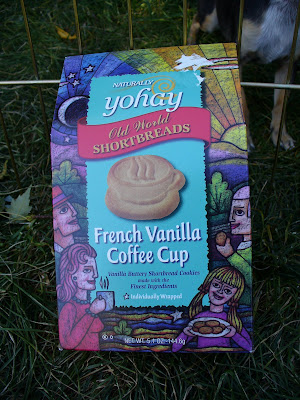 NATURALLY
yohay
Old World
SHORTBREADS
French Vanilla
Coffee Cup
Vanilla Buttery Shortbread Cookies
made with the
Finest Ingredients
Individually Wrapped
NET WT. 5.1 OZ. 144.6g